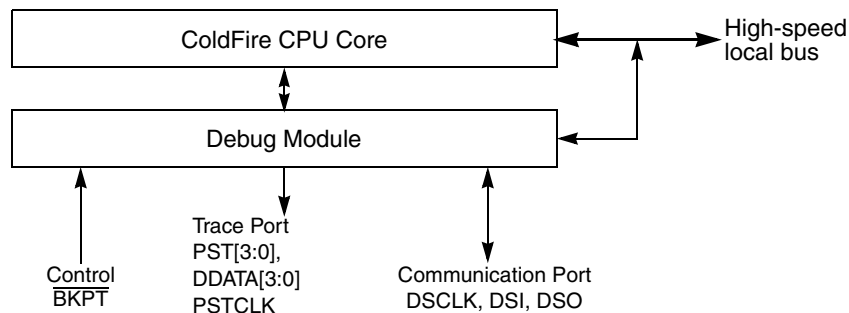 ColdFire CPU Core
High-speed
local bus
Debug Module
Control
BKPT
Trace Port
PST[3:0],
DDATA[3:0]
PSTCLK
Communication Port
DSCLK, DSI, DSO